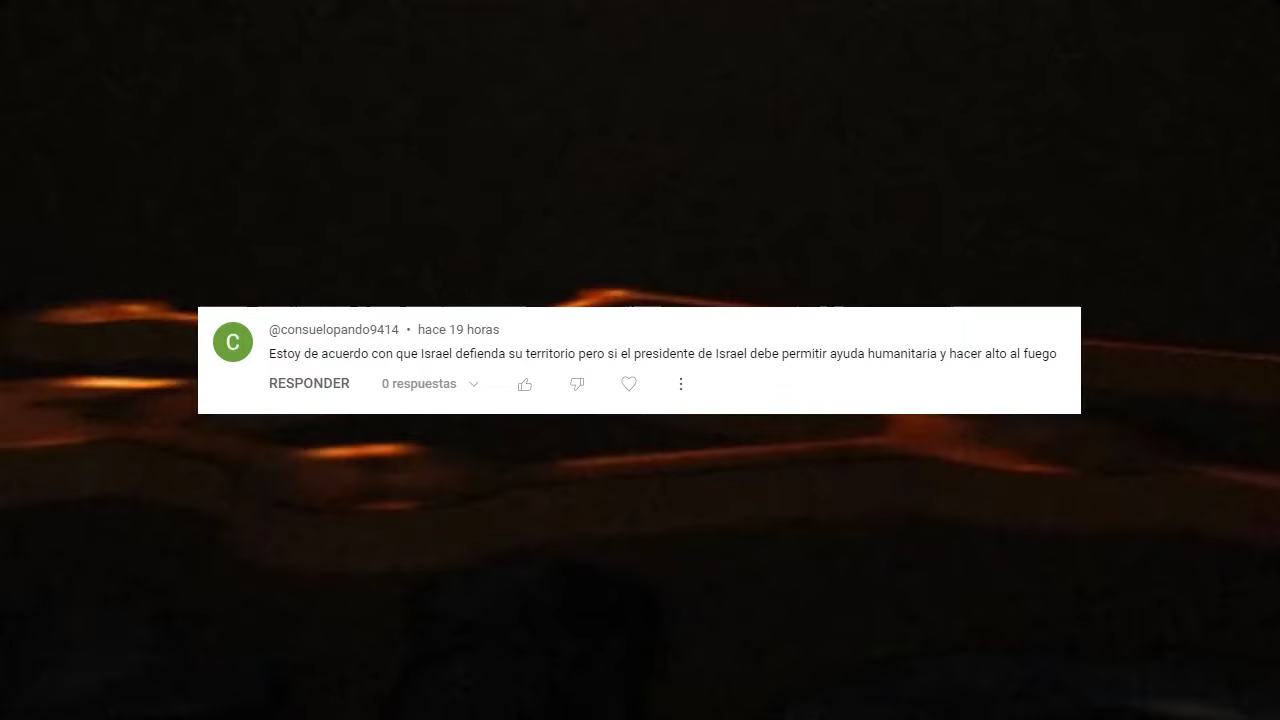 C
@consuelopando9414 • hace 19 horas
Estoy de acuerdo con que Israel defienda su territorio pero si el presidente de Israel debe permitir ayuda humanitaria y hacer alto al fuego
RESPONDER 0 respuestas